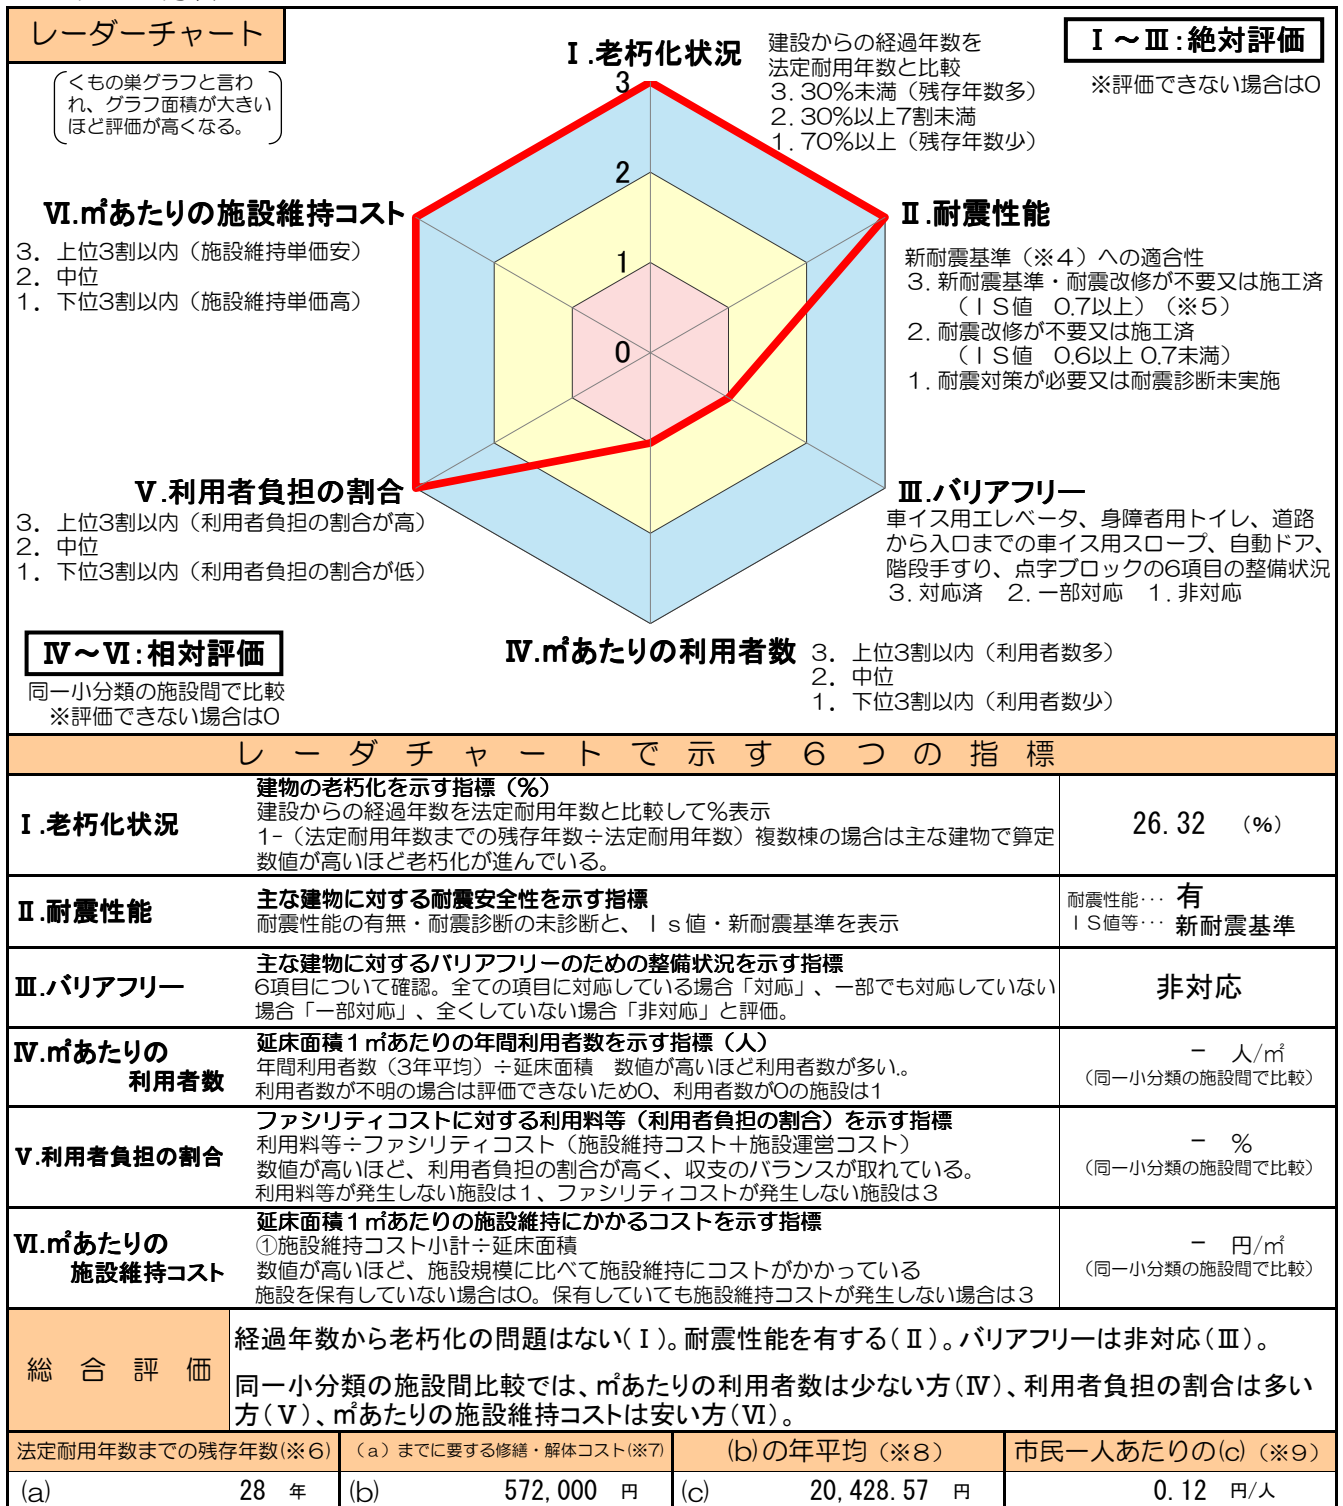 レーダーチャート
くもの巣グラフと言わ
れ、グラフ面積が大きい
ほど評価が高くなる。
Ⅰ.老朽化状況
建設からの経過年数を
法定耐用年数と比較
3. 30%未満（残存年数多）
2. 30%以上7割未満
1. 70%以上（残存年数少）
Ⅰ～Ⅲ:絶対評価
※評価できない場合は0
3
2
1
0
Ⅵ.㎡あたりの施設維持コスト
3. 上位3割以内（施設維持単価安）
2. 中位
1. 下位3割以内（施設維持単価高）
Ⅱ.耐震性能
新耐震基準（※４）への適合性
3. 新耐震基準・耐震改修が不要又は施工済
（ＩＳ値 0.7以上）（※５）
2. 耐震改修が不要又は施工済
（ＩＳ値 0.6以上 0.7未満）
1. 耐震対策が必要又は耐震診断未実施
Ⅴ.利用者負担の割合
3. 上位3割以内（利用者負担の割合が高）
2. 中位
1. 下位3割以内（利用者負担の割合が低）
Ⅲ.バリアフリー
車イス用エレベータ、身障者用トイレ、道路
から入口までの車イス用スロープ、自動ドア、
階段手すり、点字ブロックの6項目の整備状況
3. 対応済 2. 一部対応 1. 非対応
Ⅳ～Ⅵ:相対評価
同一小分類の施設間で比較
※評価できない場合は0
Ⅳ.㎡あたりの利用者数
3. 上位3割以内（利用者数多）
2. 中位
1. 下位3割以内（利用者数少）
レーダチャートで示す６つの指標
Ⅰ.老朽化状況
建物の老朽化を示す指標（％）
建設からの経過年数を法定耐用年数と比較して%表示
1-（法定耐用年数までの残存年数÷法定耐用年数）複数棟の場合は主な建物で算定
数値が高いほど老朽化が進んでいる。
26.32 （%）
Ⅱ.耐震性能
主な建物に対する耐震安全性を示す指標
耐震性能の有無・耐震診断の未診断と、Ｉｓ値・新耐震基準を表示
耐震性能… 有
ＩＳ値等… 新耐震基準
Ⅲ.バリアフリー
主な建物に対するバリアフリーのための整備状況を示す指標
6項目について確認。全ての項目に対応している場合「対応」、一部でも対応していない
場合「一部対応」、全くしていない場合「非対応」と評価。
非対応
Ⅳ.㎡あたりの
利用者数
延床面積１㎡あたりの年間利用者数を示す指標（人）
年間利用者数（3年平均）÷延床面積 数値が高いほど利用者数が多い。
利用者数が不明の場合は評価できないため0、利用者数が0の施設は1
－ 人/㎡
（同一小分類の施設間で比較）
Ⅴ.利用者負担の割合
ファシリティコストに対する利用料等（利用者負担の割合）を示す指標
利用料等÷ファシリティコスト（施設維持コスト＋施設運営コスト）
数値が高いほど、利用者負担の割合が高く、収支のバランスが取れている。
利用料等が発生しない施設は１、ファシリティコストが発生しない施設は３
－ %
（同一小分類の施設間で比較）
Ⅵ.㎡あたりの
施設維持コスト
延床面積１㎡あたりの施設維持にかかるコストを示す指標
①施設維持コスト小計÷延床面積
数値が高いほど、施設規模に比べて施設維持にコストがかかっている
施設を保有していない場合は0。保有していても施設維持コストが発生しない場合は３
－ 円/㎡
（同一小分類の施設間で比較）
総合評価
経過年数から老朽化の問題はない(Ⅰ)。耐震性能を有する(Ⅱ)。バリアフリーは非対応(Ⅲ)。
同一小分類の施設間比較では、㎡あたりの利用者数は少ない方(Ⅳ)、利用者負担の割合は多い
方(Ⅴ)、㎡あたりの施設維持コストは安い方(Ⅵ)。
法定耐用年数までの残存年数(※6) （a）までに要する修繕・解体コスト(※7) (b)の年平均（※8） 市民一人あたりの(c)（※9）
(a) 28 年 (b) 572,000 円 (c) 20,428.57 円 0.12 円/人